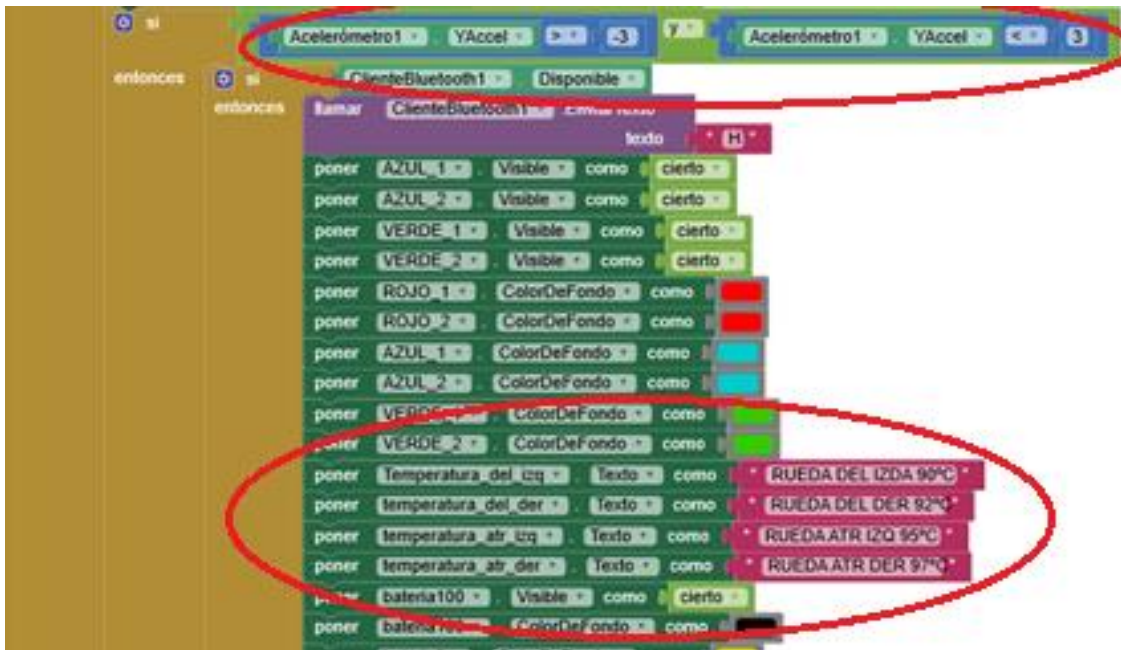 si Acelerómetro1 . YAccel > -3 y Acelerómetro1 . YAccel < 3
entonces si ClienteBluetooth1 . Disponible
entonces llamar ClienteBluetooth1 .Enviar Texto
texto " H "
poner AZUL_1 . Visible como cierto
poner AZUL_2 . Visible como cierto
poner VERDE_1 . Visible como cierto
poner VERDE_2 . Visible como cierto
poner ROJO_1 . ColorDeFondo como
poner ROJO_2 . ColorDeFondo como
poner AZUL_1 . ColorDeFondo como
poner AZUL_2 . ColorDeFondo como
poner ColorDeFondo como
poner VERDE_2 . ColorDeFondo como
poner Temperatura_del_izq . Texto como " RUEDA DEL IZDA 90ºC "
poner temperatura_del_der . Texto como " RUEDA DEL DER 92ºC "
poner temperatura_atr_izq . Texto como " RUEDA ATR IZQ 95ºC "
poner temperatura_atr_der . Texto como " RUEDA ATR DER 97ºC "
poner bateria100 . Visible como cierto
poner bateria100 . ColorDeFondo como